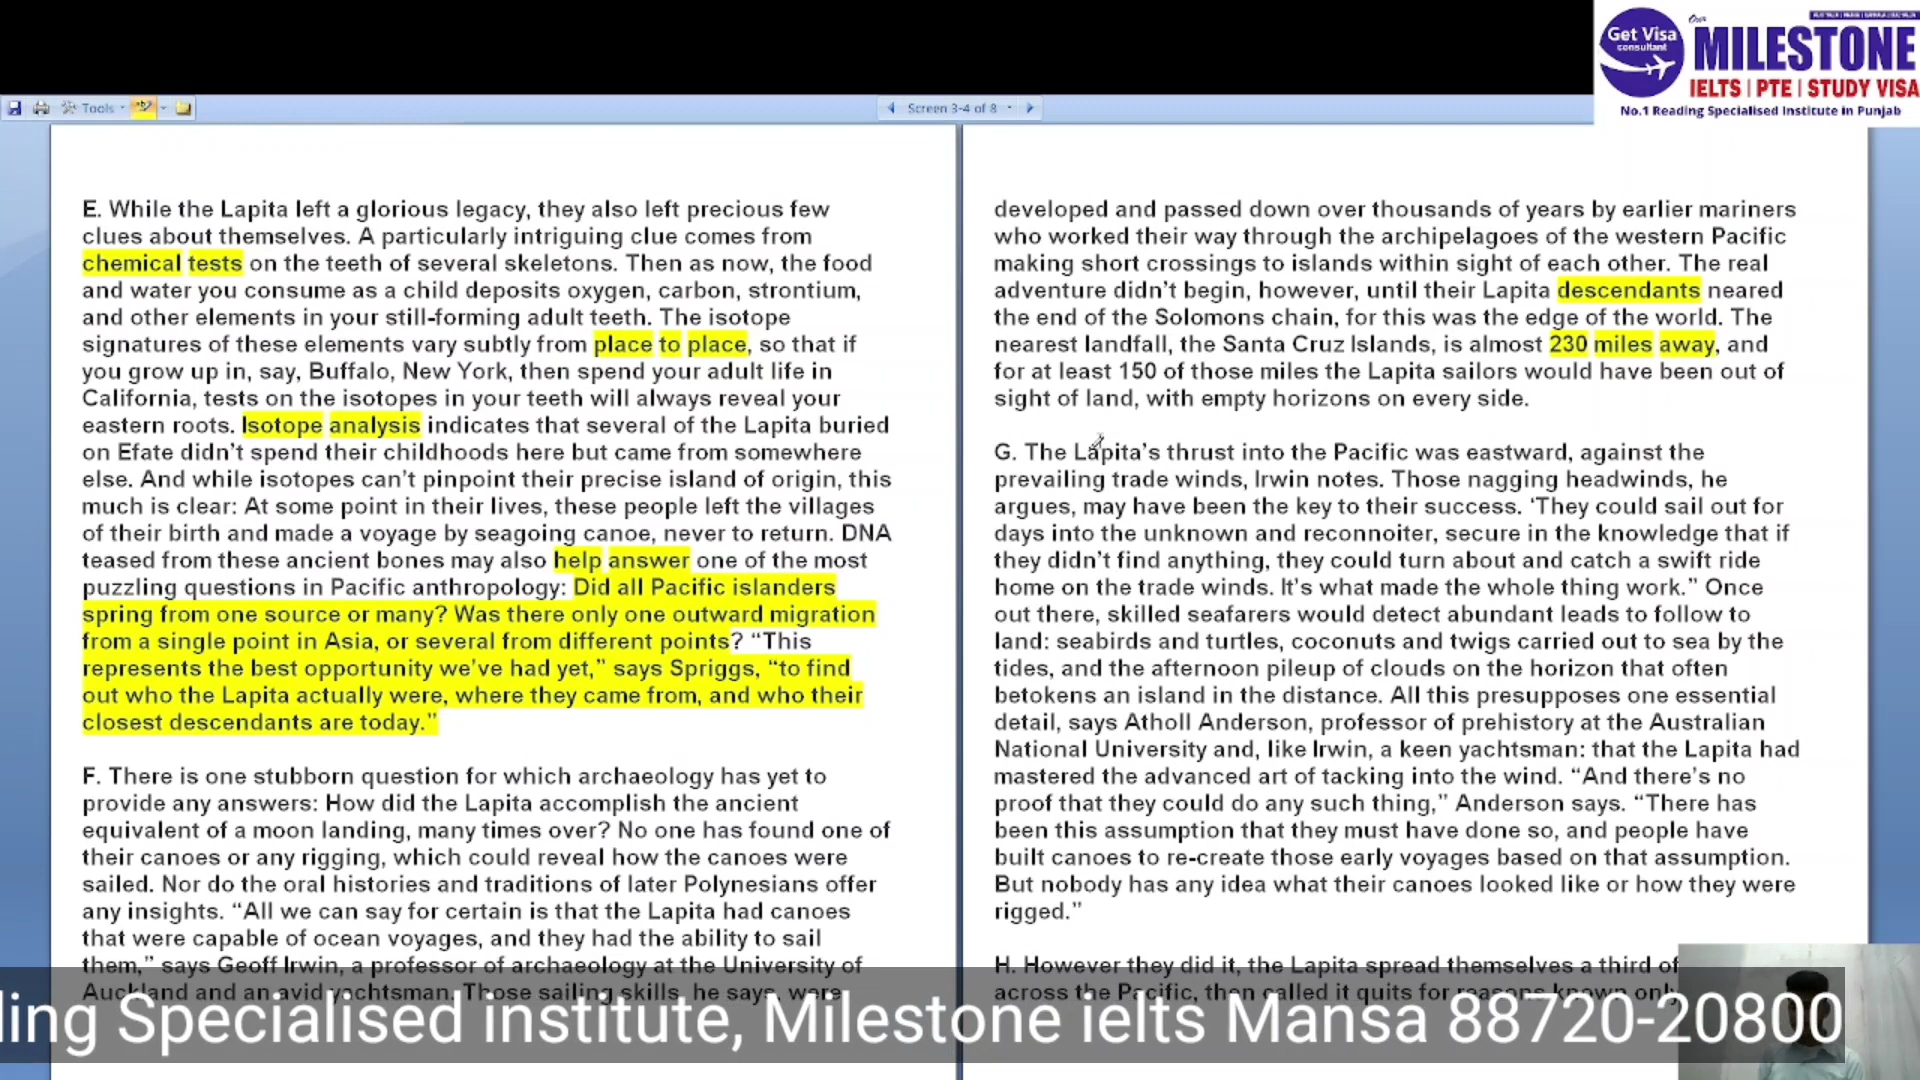 Get Visa
consultant
Our
MILESTONE
IELTS | PTE | STUDY VISA
No.1 Reading Specialised Institute in Punjab
Tools
Screen 3-4 of 8
E. While the Lapita left a glorious legacy, they also left precious few
clues about themselves. A particularly intriguing clue comes from
chemical tests on the teeth of several skeletons. Then as now, the food
and water you consume as a child deposits oxygen, carbon, strontium,
and other elements in your still-forming adult teeth. The isotope
signatures of these elements vary subtly from place to place, so that if
you grow up in, say, Buffalo, New York, then spend your adult life in
California, tests on the isotopes in your teeth will always reveal your
eastern roots. Isotope analysis indicates that several of the Lapita buried
on Efate didn’t spend their childhoods here but came from somewhere
else. And while isotopes can’t pinpoint their precise island of origin, this
much is clear: At some point in their lives, these people left the villages
of their birth and made a voyage by seagoing canoe, never to return. DNA
teased from these ancient bones may also help answer one of the most
puzzling questions in Pacific anthropology: Did all Pacific islanders
spring from one source or many? Was there only one outward migration
from a single point in Asia, or several from different points? “This
represents the best opportunity we’ve had yet,” says Spriggs, “to find
out who the Lapita actually were, where they came from, and who their
closest descendants are today.”
F. There is one stubborn question for which archaeology has yet to
provide any answers: How did the Lapita accomplish the ancient
equivalent of a moon landing, many times over? No one has found one of
their canoes or any rigging, which could reveal how the canoes were
sailed. Nor do the oral histories and traditions of later Polynesians offer
any insights. “All we can say for certain is that the Lapita had canoes
that were capable of ocean voyages, and they had the ability to sail
them,” says Geoff Irwin, a professor of archaeology at the University of
Auckland and an avid yachtsman. Those sailing skills, he says, were
developed and passed down over thousands of years by earlier mariners
who worked their way through the archipelagoes of the western Pacific
making short crossings to islands within sight of each other. The real
adventure didn’t begin, however, until their Lapita descendants neared
the end of the Solomons chain, for this was the edge of the world. The
nearest landfall, the Santa Cruz Islands, is almost 230 miles away, and
for at least 150 of those miles the Lapita sailors would have been out of
sight of land, with empty horizons on every side.
G. The Lapita’s thrust into the Pacific was eastward, against the
prevailing trade winds, Irwin notes. Those nagging headwinds, he
argues, may have been the key to their success. ‘They could sail out for
days into the unknown and reconnoiter, secure in the knowledge that if
they didn’t find anything, they could turn about and catch a swift ride
home on the trade winds. It’s what made the whole thing work.” Once
out there, skilled seafarers would detect abundant leads to follow to
land: seabirds and turtles, coconuts and twigs carried out to sea by the
tides, and the afternoon pileup of clouds on the horizon that often
betokens an island in the distance. All this presupposes one essential
detail, says Atholl Anderson, professor of prehistory at the Australian
National University and, like Irwin, a keen yachtsman: that the Lapita had
mastered the advanced art of tacking into the wind. “And there’s no
proof that they could do any such thing,” Anderson says. “There has
been this assumption that they must have done so, and people have
built canoes to re-create those early voyages based on that assumption.
But nobody has any idea what their canoes looked like or how they were
rigged.”
H. However they did it, the Lapita spread themselves a third of
across the Pacific, then called it quits for reasons known only
ling Specialised institute, Milestone ielts Mansa 88720-20800